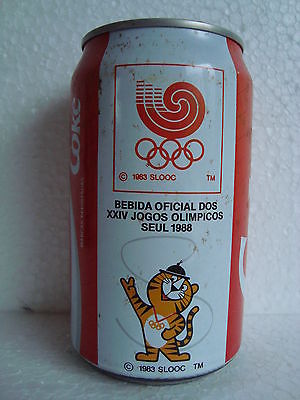 Coke
© 1983 SLOOC TM
BEBIDA OFICIAL DOS
XXIV JOGOS OLIMPICOS
SEUL 1988
© 1983 SLOOC TM